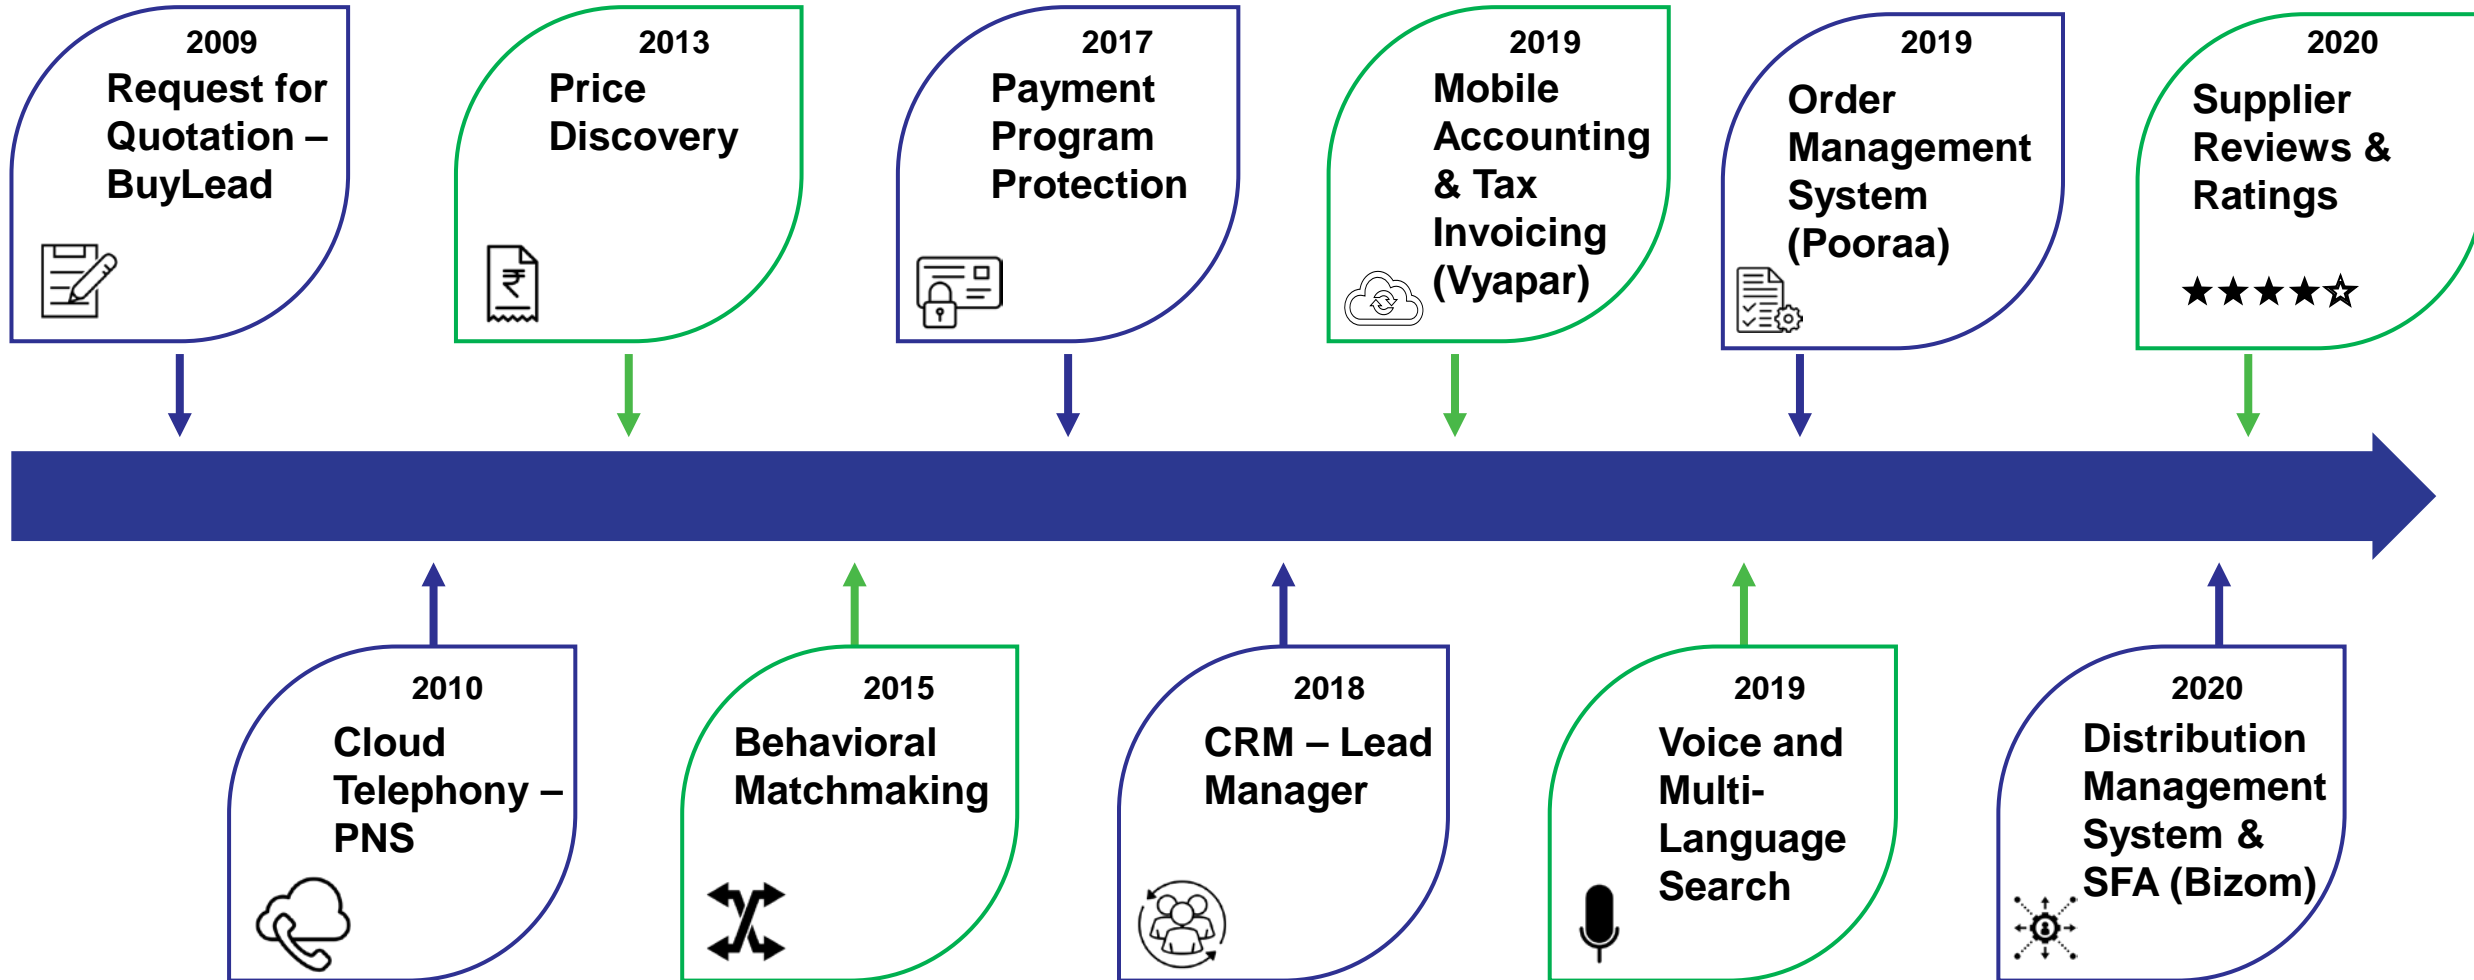 2009
Request for
Quotation –
BuyLead
2013
Price
Discovery
2017
Payment
Program
Protection
2019
Mobile
Accounting
& Tax
Invoicing
(Vyapar)
2019
Order
Management
System
(Pooraa)
2020
Supplier
Reviews &
Ratings
2010
Cloud
Telephony –
PNS
2015
Behavioral
Matchmaking
2018
CRM – Lead
Manager
2019
Voice and
Multi-
Language
Search
2020
Distribution
Management
System &
SFA (Bizom)